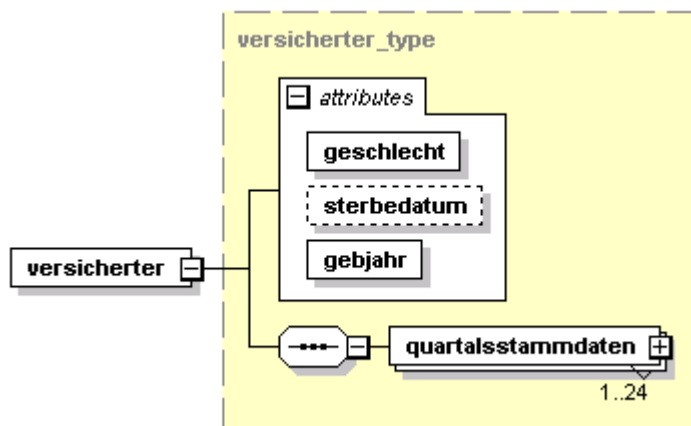 versicherter_type
attributes
geschlecht
sterbedatum
gebjahr
versicherter
quartalsstammdaten
1..24